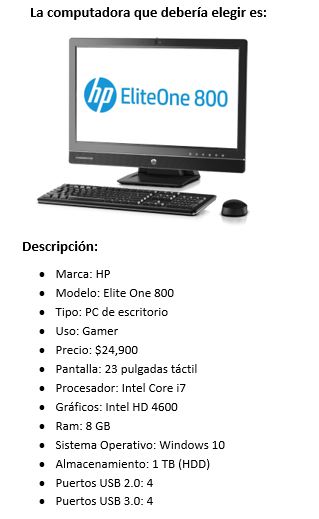 La computadora que debería elegir es:
hp EliteOne 800
Descripción:
• Marca: HP
• Modelo: Elite One 800
• Tipo: PC de escritorio
• Uso: Gamer
• Precio: $24,900
• Pantalla: 23 pulgadas táctil
• Procesador: Intel Core i7
• Gráficos: Intel HD 4600
• Ram: 8 GB
• Sistema Operativo: Windows 10
• Almacenamiento: 1 TB (HDD)
• Puertos USB 2.0: 4
• Puertos USB 3.0: 4